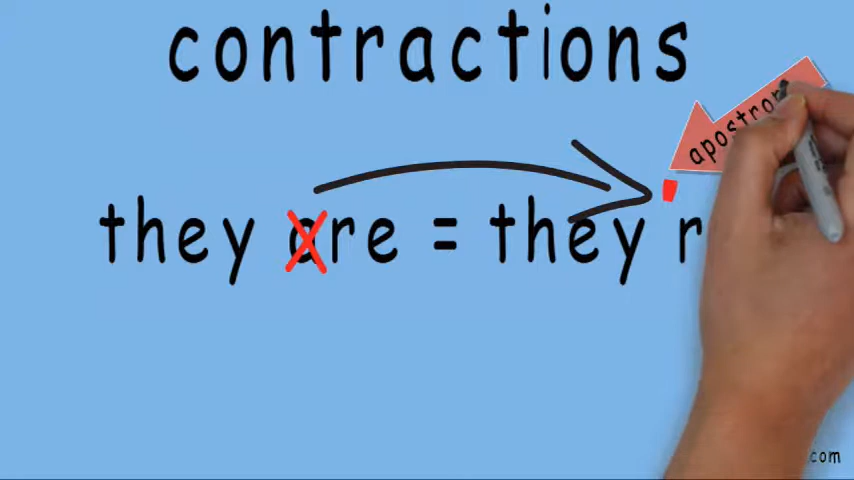 contractions
they are = they'r
.com